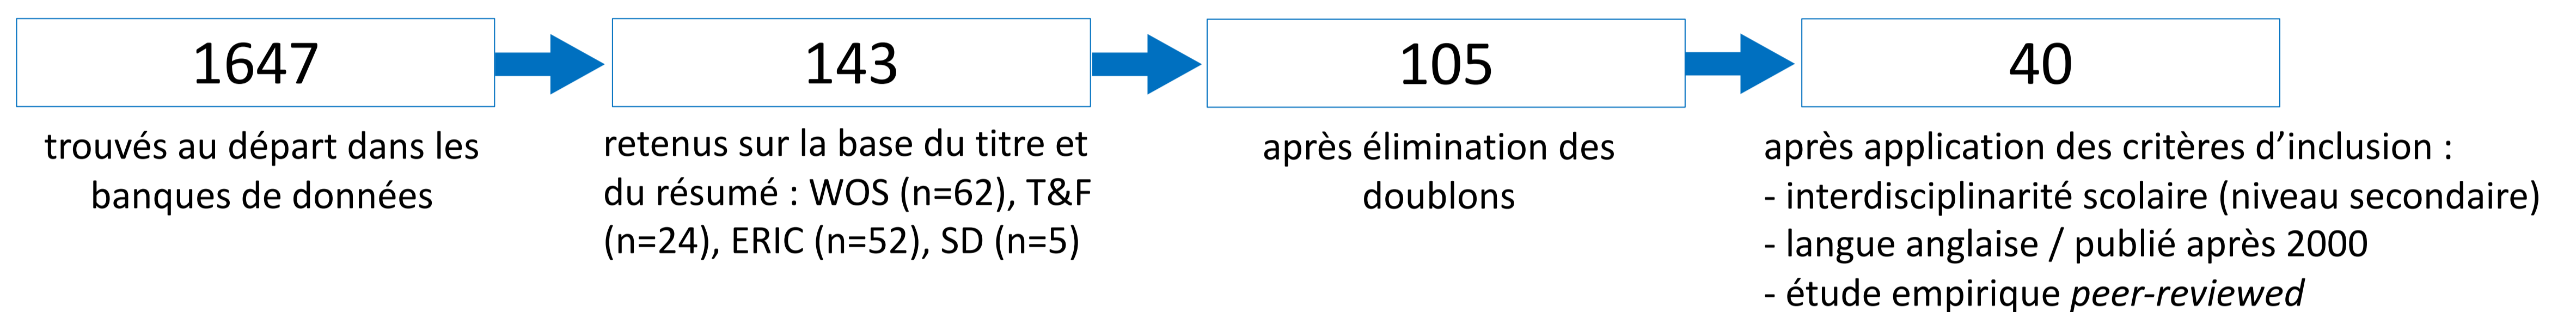 1647
trouvés au départ dans les
banques de données
143
retenus sur la base du titre et
du résumé : WOS (n=62), T&F
(n=24), ERIC (n=52), SD (n=5)
105
après élimination des
doublons
40
après application des critères d’inclusion :
- interdisciplinarité scolaire (niveau secondaire)
- langue anglaise / publié après 2000
- étude empirique peer-reviewed